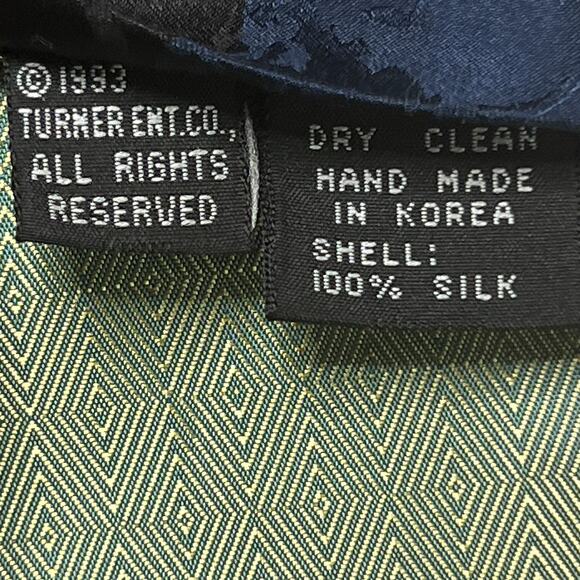 © 1993
TURNER ENT.CO.,
ALL RIGHTS
RESERVED
DRY CLEAN
HAND MADE
IN KOREA
SHELL:
100% SILK